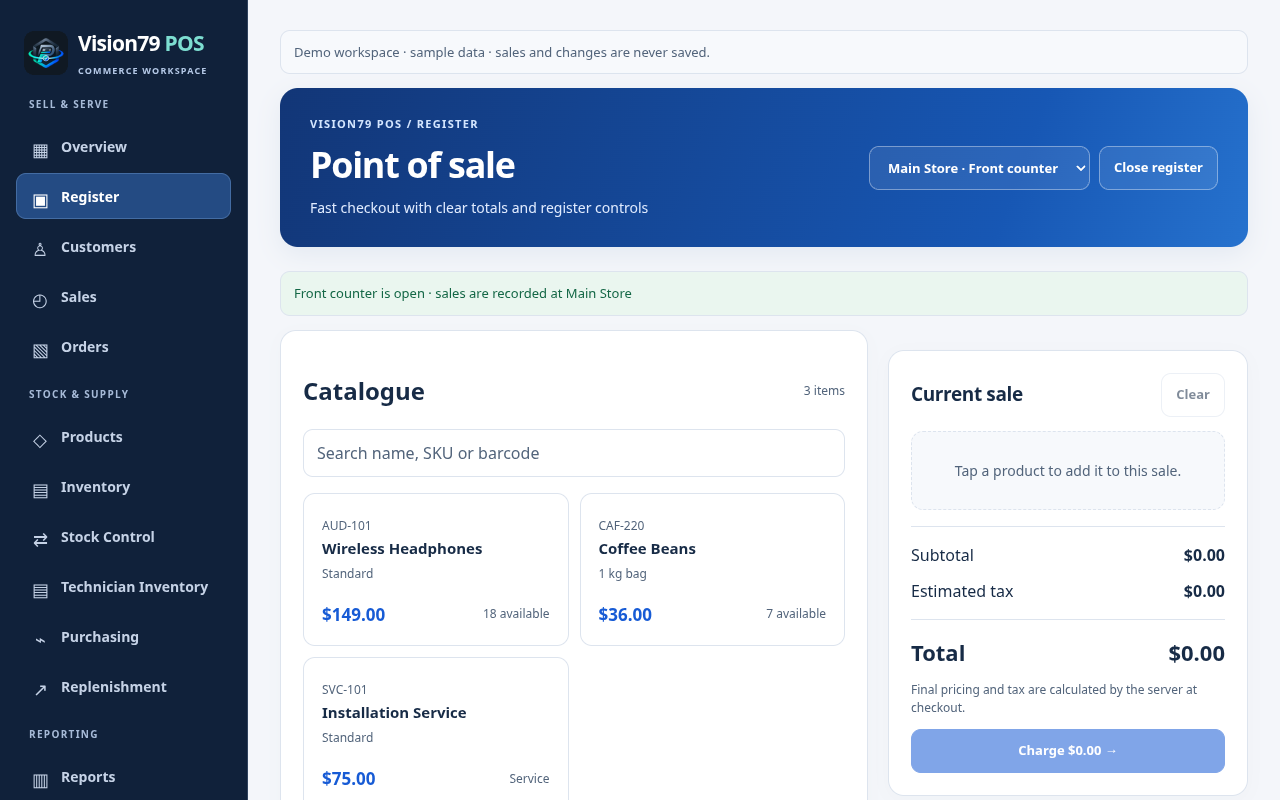 Vision79 POS
COMMERCE WORKSPACE
SELL & SERVE
Overview
Register
Customers
Sales
Orders
STOCK & SUPPLY
Products
Inventory
Stock Control
Technician Inventory
Purchasing
Replenishment
REPORTING
Reports
Demo workspace · sample data · sales and changes are never saved.
VISION79 POS / REGISTER
Point of sale
Fast checkout with clear totals and register controls
Main Store · Front counter
Close register
Front counter is open · sales are recorded at Main Store
Catalogue
3 items
Search name, SKU or barcode
AUD-101
Wireless Headphones
Standard
$149.00
18 available
CAF-220
Coffee Beans
1 kg bag
$36.00
7 available
SVC-101
Installation Service
Standard
$75.00
Service
Current sale
Clear
Tap a product to add it to this sale.
Subtotal
$0.00
Estimated tax
$0.00
Total
$0.00
Final pricing and tax are calculated by the server at
checkout.
Charge $0.00 →